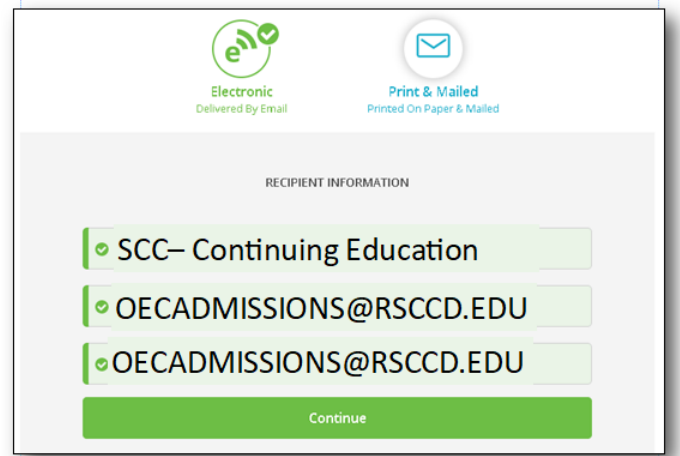 Electronic
Delivered By Email
Print & Mailed
Printed On Paper & Mailed
RECIPIENT INFORMATION
SCC– Continuing Education
OECADMISSIONS@RSCCD.EDU
OECADMISSIONS@RSCCD.EDU
Continue